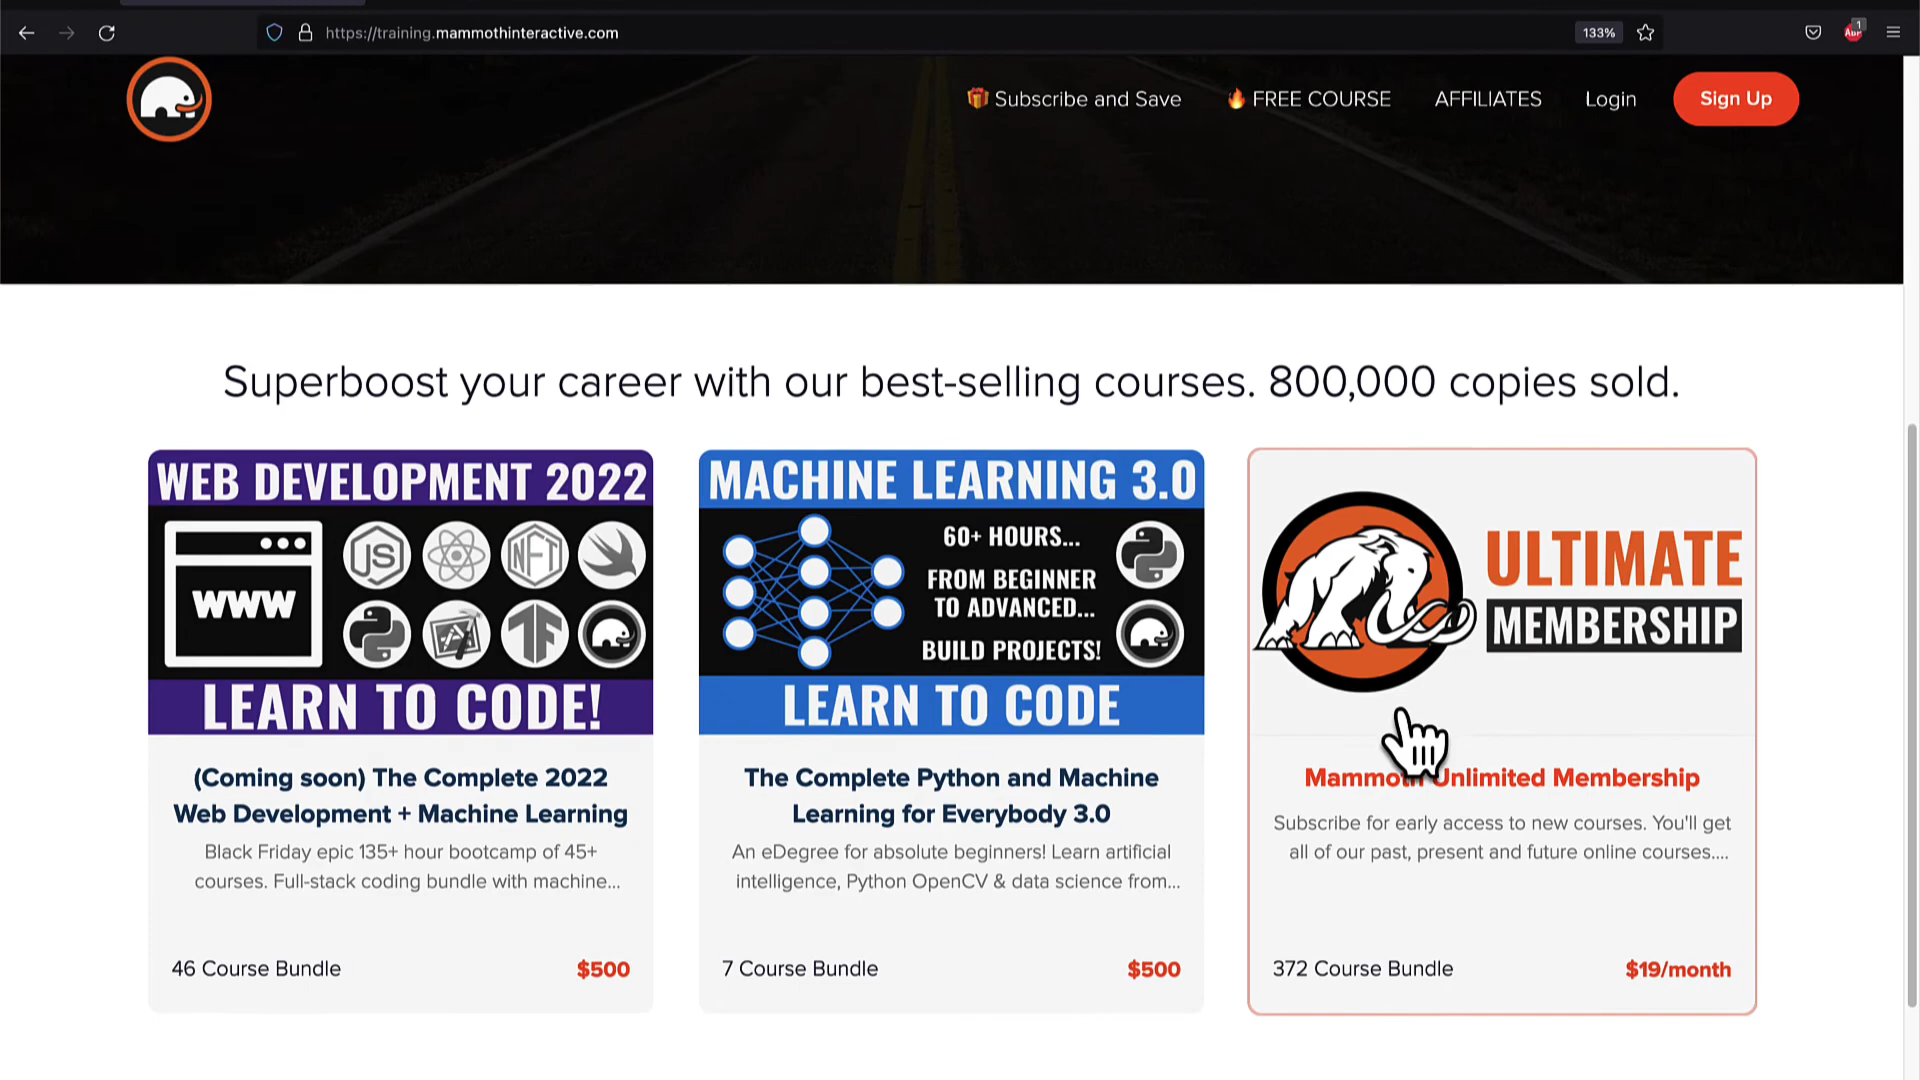 https://training.mammothinteractive.com
133%
1
ABP
🎁 Subscribe and Save
🔥 FREE COURSE
AFFILIATES
Login
Sign Up
Superboost your career with our best-selling courses. 800,000 copies sold.
WEB DEVELOPMENT 2022
WWW
JS
NFT
LEARN TO CODE!
(Coming soon) The Complete 2022
Web Development + Machine Learning
Black Friday epic 135+ hour bootcamp of 45+
courses. Full-stack coding bundle with machine...
46 Course Bundle
$500
MACHINE LEARNING 3.0
60+ HOURS...
FROM BEGINNER
TO ADVANCED...
BUILD PROJECTS!
LEARN TO CODE
The Complete Python and Machine
Learning for Everybody 3.0
An eDegree for absolute beginners! Learn artificial
intelligence, Python OpenCV & data science from...
7 Course Bundle
$500
ULTIMATE
MEMBERSHIP
Mammoth Unlimited Membership
Subscribe for early access to new courses. You'll get
all of our past, present and future online courses....
372 Course Bundle
$19/month